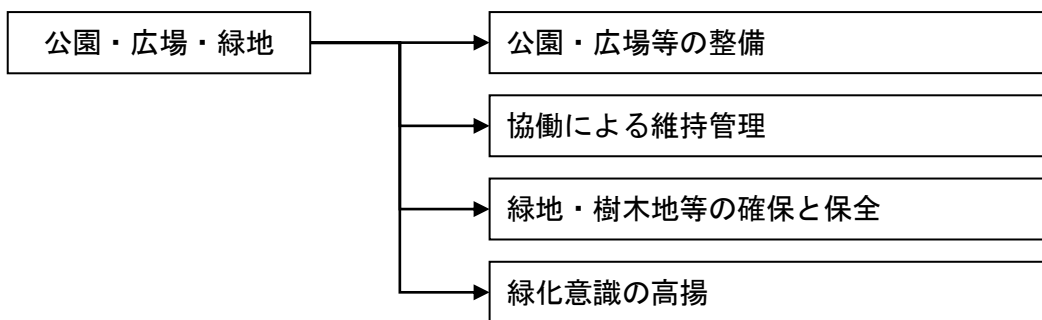 公園・広場・緑地
公園・広場等の整備
協働による維持管理
緑地・樹木地等の確保と保全
緑化意識の高揚